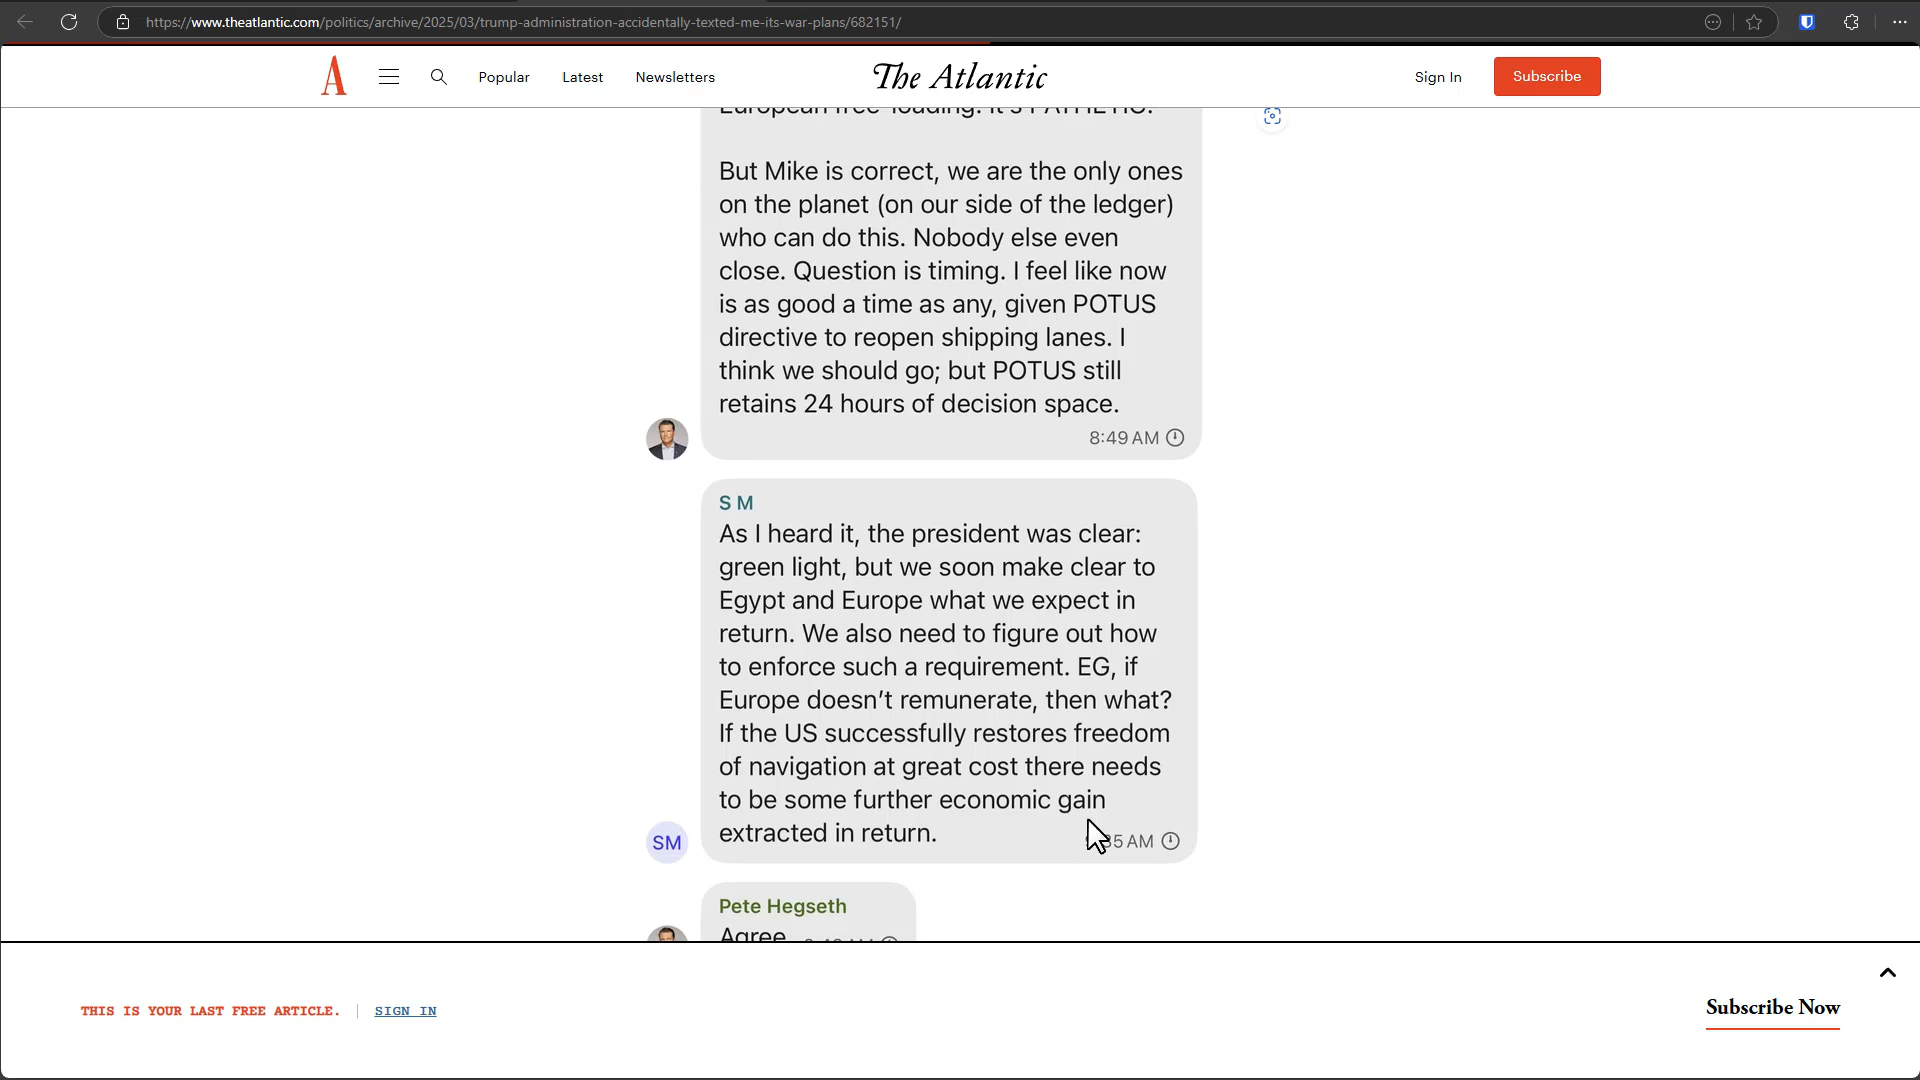 https://www.theatlantic.com/politics/archive/2025/03/trump-administration-accidentally-texted-me-its-war-plans/682151/
A
Popular
Latest
Newsletters
The Atlantic
Sign In
Subscribe
European free-loading. It's PATHETIC.
But Mike is correct, we are the only ones
on the planet (on our side of the ledger)
who can do this. Nobody else even
close. Question is timing. I feel like now
is as good a time as any, given POTUS
directive to reopen shipping lanes. I
think we should go; but POTUS still
retains 24 hours of decision space.
8:49 AM
S M
As I heard it, the president was clear:
green light, but we soon make clear to
Egypt and Europe what we expect in
return. We also need to figure out how
to enforce such a requirement. EG, if
Europe doesn’t remunerate, then what?
If the US successfully restores freedom
of navigation at great cost there needs
to be some further economic gain
extracted in return.
35 AM
SM
Pete Hegseth
Agree
THIS IS YOUR LAST FREE ARTICLE.
SIGN IN
Subscribe Now